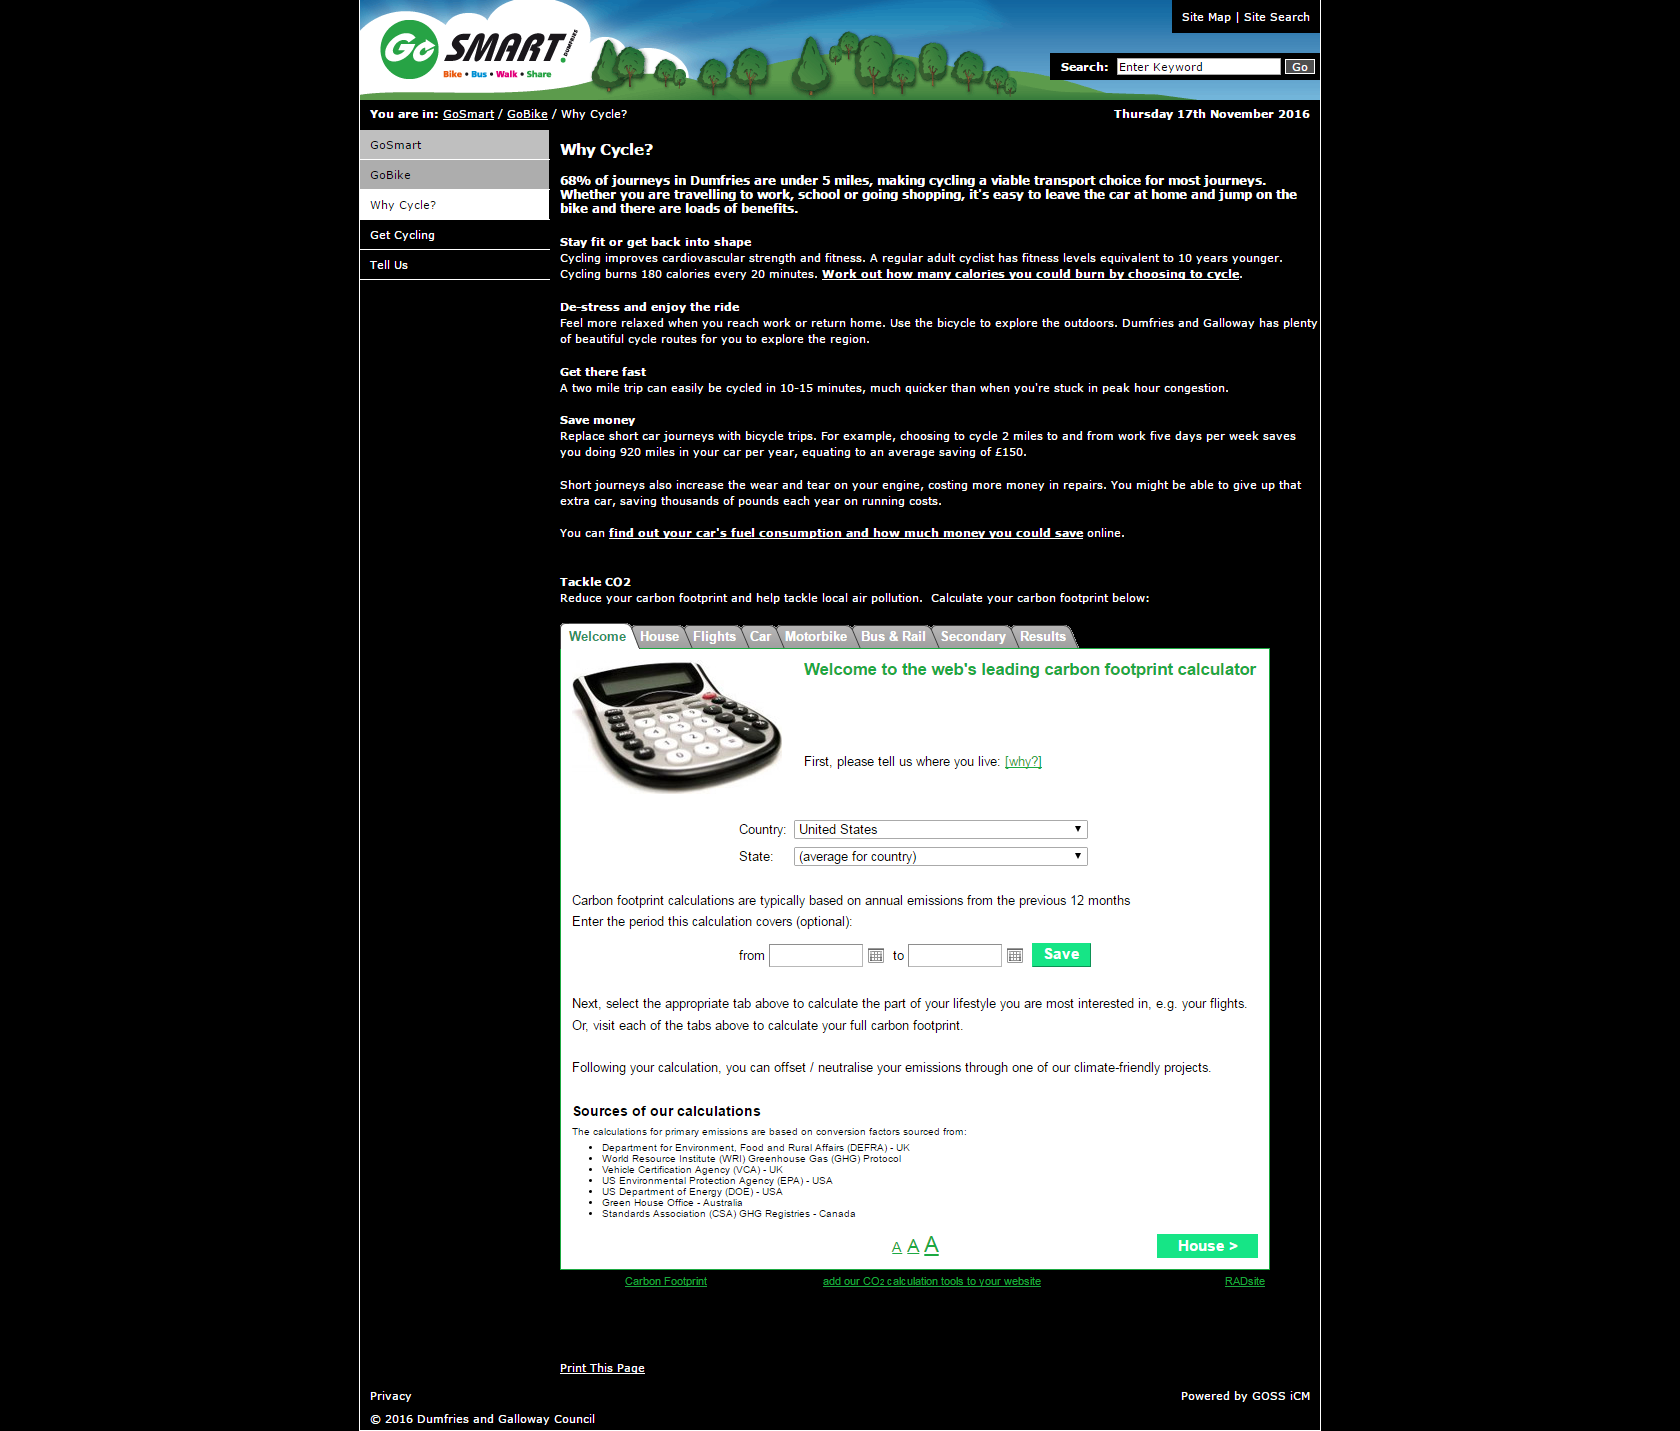 Site Map | Site Search
Go SMART! DUMFRIES
Bike • Bus • Walk • Share
Search: Enter Keyword Go
You are in: GoSmart / GoBike / Why Cycle?
Thursday 17th November 2016
GoSmart
GoBike
Why Cycle?
Get Cycling
Tell Us
Why Cycle?
68% of journeys in Dumfries are under 5 miles, making cycling a viable transport choice for most journeys.
Whether you are travelling to work, school or going shopping, it's easy to leave the car at home and jump on the
bike and there are loads of benefits.
Stay fit or get back into shape
Cycling improves cardiovascular strength and fitness. A regular adult cyclist has fitness levels equivalent to 10 years younger.
Cycling burns 180 calories every 20 minutes. Work out how many calories you could burn by choosing to cycle.
De-stress and enjoy the ride
Feel more relaxed when you reach work or return home. Use the bicycle to explore the outdoors. Dumfries and Galloway has plenty
of beautiful cycle routes for you to explore the region.
Get there fast
A two mile trip can easily be cycled in 10-15 minutes, much quicker than when you're stuck in peak hour congestion.
Save money
Replace short car journeys with bicycle trips. For example, choosing to cycle 2 miles to and from work five days per week saves
you doing 920 miles in your car per year, equating to an average saving of £150.
Short journeys also increase the wear and tear on your engine, costing more money in repairs. You might be able to give up that
extra car, saving thousands of pounds each year on running costs.
You can find out your car's fuel consumption and how much money you could save online.
Tackle CO2
Reduce your carbon footprint and help tackle local air pollution.  Calculate your carbon footprint below:
Welcome House Flights Car Motorbike Bus & Rail Secondary Results
Welcome to the web's leading carbon footprint calculator
First, please tell us where you live: [why?]
Country: United States
State: (average for country)
Carbon footprint calculations are typically based on annual emissions from the previous 12 months
Enter the period this calculation covers (optional):
from to Save
Next, select the appropriate tab above to calculate the part of your lifestyle you are most interested in, e.g. your flights.
Or, visit each of the tabs above to calculate your full carbon footprint.
Following your calculation, you can offset / neutralise your emissions through one of our climate-friendly projects.
Sources of our calculations
The calculations for primary emissions are based on conversion factors sourced from:
• Department for Environment, Food and Rural Affairs (DEFRA) - UK
• World Resource Institute (WRI) Greenhouse Gas (GHG) Protocol
• Vehicle Certification Agency (VCA) - UK
• US Environmental Protection Agency (EPA) - USA
• US Department of Energy (DOE) - USA
• Green House Office - Australia
• Standards Association (CSA) GHG Registries - Canada
A A A
House >
Carbon Footprint add our CO2 calculation tools to your website RADsite
Print This Page
Privacy
Powered by GOSS iCM
© 2016 Dumfries and Galloway Council